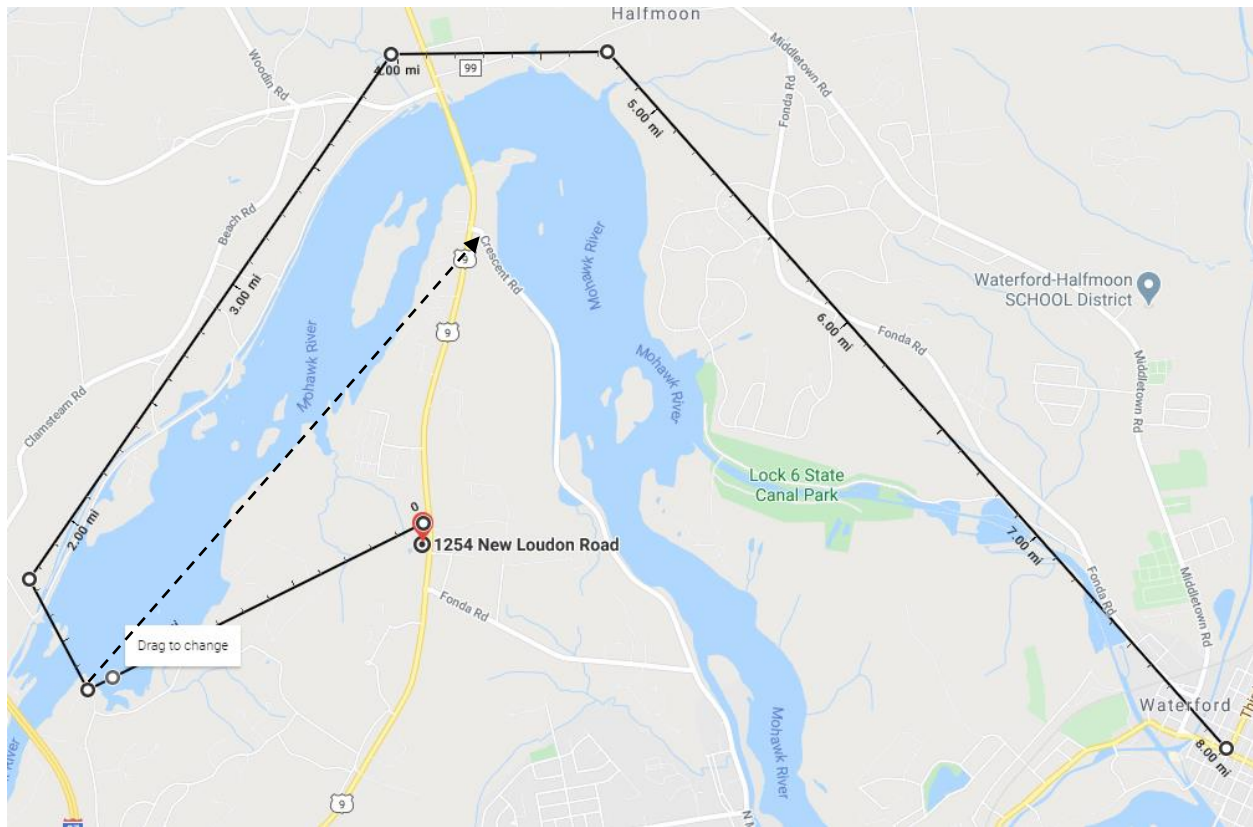 Halfmoon
Woodin Rd
4.00 mi
99
Middletown Rd
Fonda Rd
5.00 mi
Beach Rd
Mohawk River
9
Crescent Rd
Waterford-Halfmoon
SCHOOL District
3.00 mi
Mohawk River
9
6.00 mi
Fonda Rd
Mohawk River
Middletown Rd
Clamsteam Rd
Lock 6 State
Canal Park
2.00 mi
0
1254 New Loudon Road
7.00 mi
Fonda Rd
Middletown Rd
Fonda Rd
Drag to change
Waterford
Mohawk River
8.00 mi
9